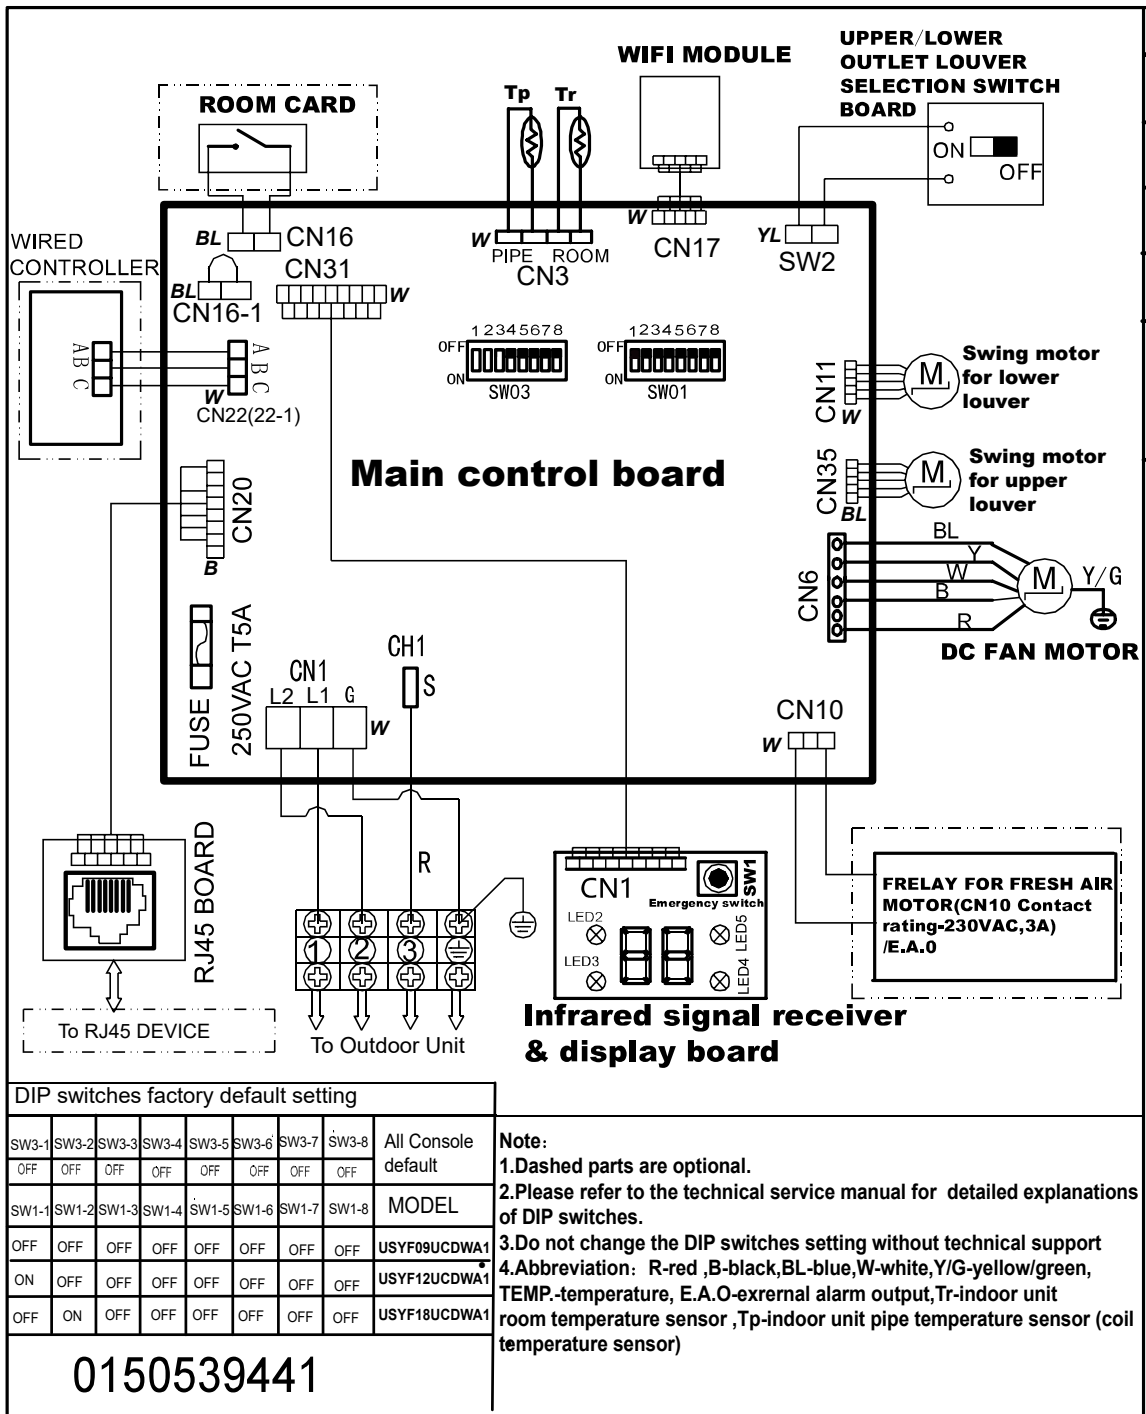 UPPER/LOWER
OUTLET LOUVER
SELECTION SWITCH
BOARD
ON
OFF
WIFI MODULE
ROOM CARD
Tp
Tr
BL
CN16
W
PIPE ROOM
CN3
W
CN17
YL
SW2
WIRED
CONTROLLER
CN31
W
BL
CN16-1
A
B
C
A
B
C
W
CN22(22-1)
12345678
OFF
ON
SW03
12345678
OFF
ON
SW01
CN11
W
M
Swing motor
for lower
louver
Main control board
CN35
BL
M
Swing motor
for upper
louver
CN20
B
CN6
BL
Y
W
B
R
M
Y/G
DC FAN MOTOR
FUSE
250VAC T5A
CN1
L2 L1 G
W
CH1
S
R
CN10
W
RJ45 BOARD
1
2
3
To RJ45 DEVICE
To Outdoor Unit
CN1
SW1
Emergency switch
LED2
LED3
LED5
LED4
Infrared signal receiver
& display board
FRELAY FOR FRESH AIR
MOTOR(CN10 Contact
rating-230VAC,3A)
/E.A.0
DIP switches factory default setting
SW3-1 SW3-2 SW3-3 SW3-4 SW3-5 SW3-6 SW3-7 SW3-8 All Console
default
OFF OFF OFF OFF OFF OFF OFF OFF
SW1-1 SW1-2 SW1-3 SW1-4 SW1-5 SW1-6 SW1-7 SW1-8 MODEL
OFF OFF OFF OFF OFF OFF OFF OFF USYF09UCDWA1
ON OFF OFF OFF OFF OFF OFF OFF USYF12UCDWA1
OFF ON OFF OFF OFF OFF OFF OFF USYF18UCDWA1
0150539441
Note:
1.Dashed parts are optional.
2.Please refer to the technical service manual for detailed explanations
of DIP switches.
3.Do not change the DIP switches setting without technical support
4.Abbreviation: R-red ,B-black,BL-blue,W-white,Y/G-yellow/green,
TEMP.-temperature, E.A.O-exrernal alarm output,Tr-indoor unit
room temperature sensor ,Tp-indoor unit pipe temperature sensor (coil
temperature sensor)